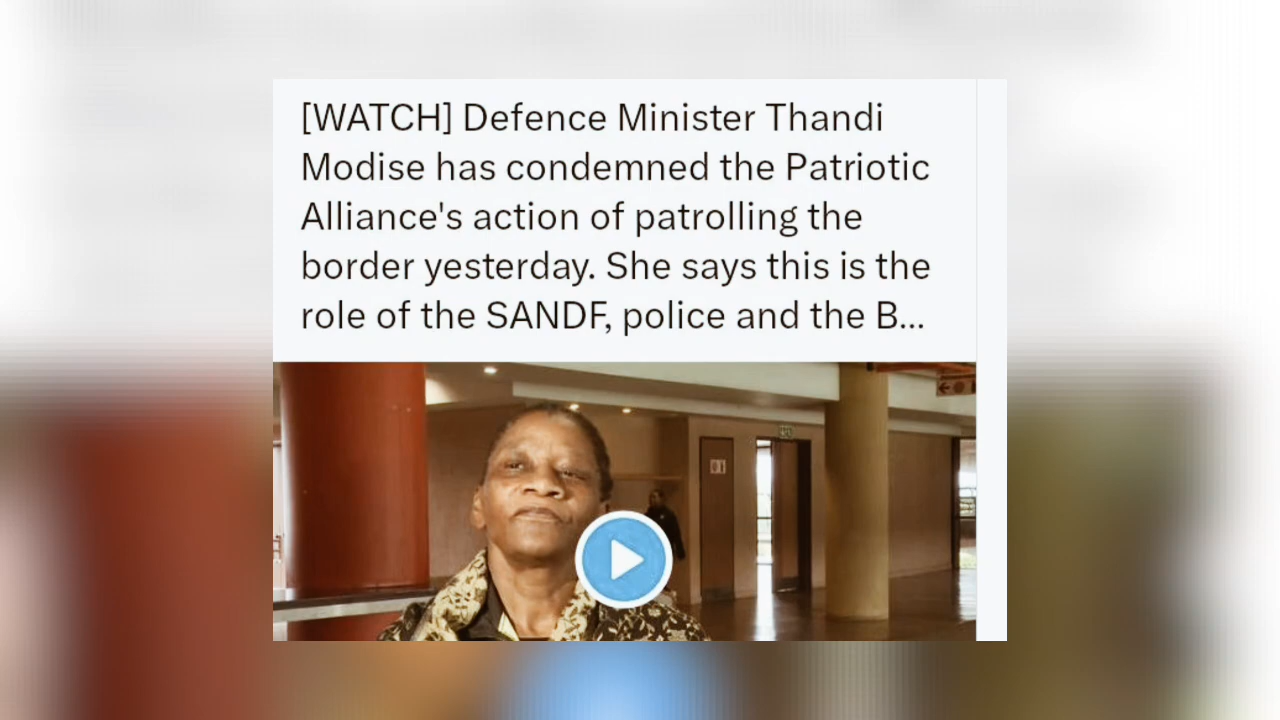 [WATCH] Defence Minister Thandi
Modise has condemned the Patriotic
Alliance's action of patrolling the
border yesterday. She says this is the
role of the SANDF, police and the B...